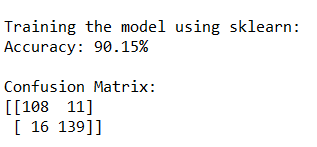 Training the model using sklearn:
Accuracy: 90.15%
Confusion Matrix:
[[108  11]
 [ 16 139]]